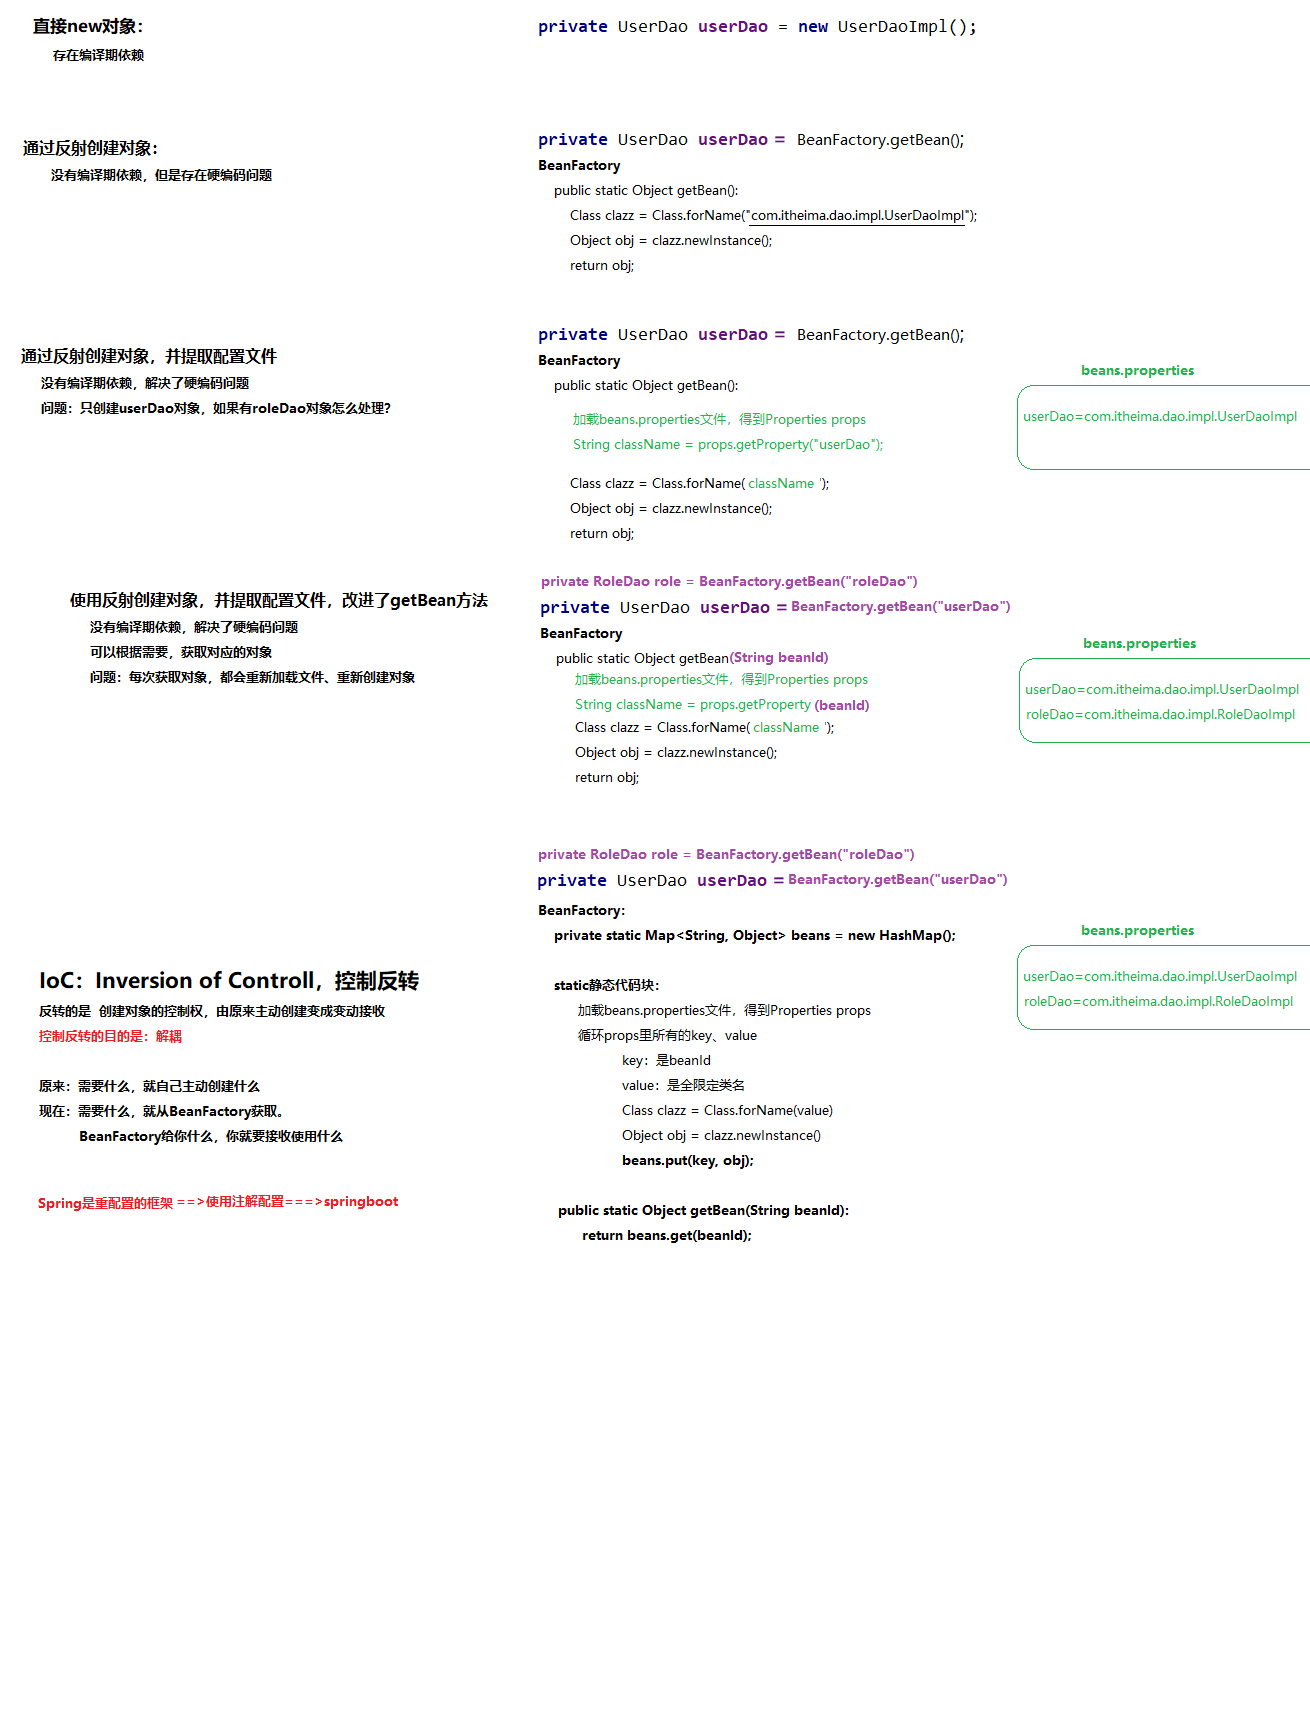 直接new对象：
存在编译期依赖
private UserDao userDao = new UserDaoImpl();
通过反射创建对象：
没有编译期依赖，但是存在硬编码问题
private UserDao userDao = BeanFactory.getBean();
BeanFactory
public static Object getBean():
Class clazz = Class.forName("com.itheima.dao.impl.UserDaoImpl");
Object obj = clazz.newInstance();
return obj;
通过反射创建对象，并提取配置文件
没有编译期依赖，解决了硬编码问题
问题：只创建userDao对象，如果有roleDao对象怎么处理？
private UserDao userDao = BeanFactory.getBean();
BeanFactory
public static Object getBean():
加载beans.properties文件，得到Properties props
String className = props.getProperty("userDao");
Class clazz = Class.forName( className ');
Object obj = clazz.newInstance();
return obj;
beans.properties
userDao=com.itheima.dao.impl.UserDaoImpl
使用反射创建对象，并提取配置文件，改进了getBean方法
没有编译期依赖，解决了硬编码问题
可以根据需要，获取对应的对象
问题：每次获取对象，都会重新加载文件、重新创建对象
private RoleDao role = BeanFactory.getBean("roleDao")
private UserDao userDao = BeanFactory.getBean("userDao")
BeanFactory
public static Object getBean(String beanId)
加载beans.properties文件，得到Properties props
String className = props.getProperty (beanId)
Class clazz = Class.forName( className ');
Object obj = clazz.newInstance();
return obj;
beans.properties
userDao=com.itheima.dao.impl.UserDaoImpl
roleDao=com.itheima.dao.impl.RoleDaoImpl
IoC：Inversion of Controll，控制反转
反转的是 创建对象的控制权，由原来主动创建变成变动接收
控制反转的目的是：解耦
原来：需要什么，就自己主动创建什么
现在：需要什么，就从BeanFactory获取。
BeanFactory给你什么，你就要接收使用什么
Spring是重配置的框架 ==>使用注解配置===>springboot
private RoleDao role = BeanFactory.getBean("roleDao")
private UserDao userDao = BeanFactory.getBean("userDao")
BeanFactory:
private static Map<String, Object> beans = new HashMap();
static静态代码块：
加载beans.properties文件，得到Properties props
循环props里所有的key、value
key：是beanId
value：是全限定类名
Class clazz = Class.forName(value)
Object obj = clazz.newInstance()
beans.put(key, obj);
public static Object getBean(String beanId):
return beans.get(beanId);
beans.properties
userDao=com.itheima.dao.impl.UserDaoImpl
roleDao=com.itheima.dao.impl.RoleDaoImpl